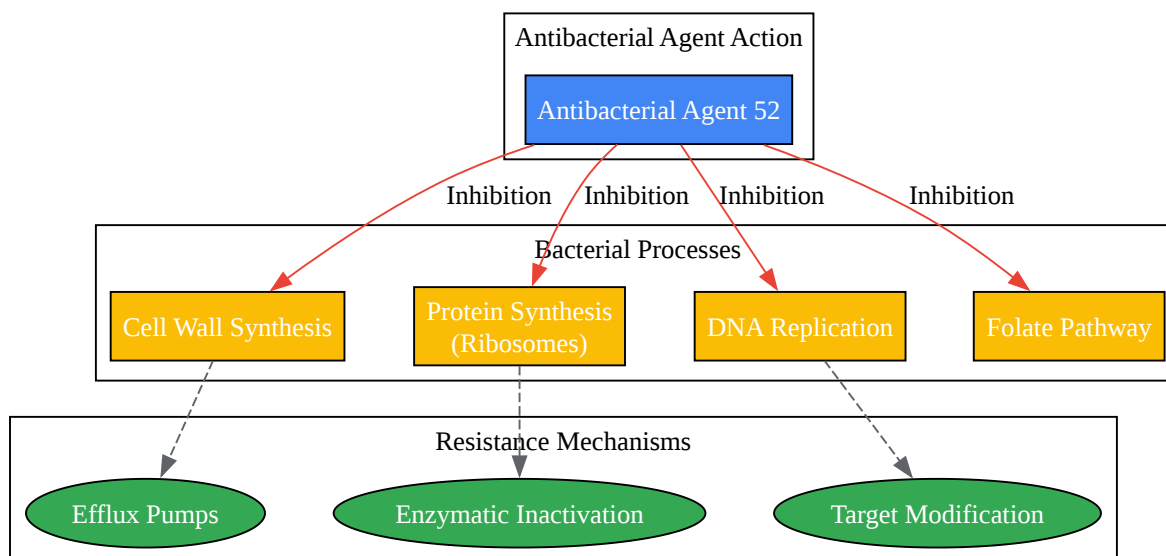 Antibacterial Agent Action
Antibacterial Agent 52
Inhibition
Inhibition
Inhibition
Inhibition
Bacterial Processes
Cell Wall Synthesis
Protein Synthesis
(Ribosomes)
DNA Replication
Folate Pathway
Resistance Mechanisms
Efflux Pumps
Enzymatic Inactivation
Target Modification